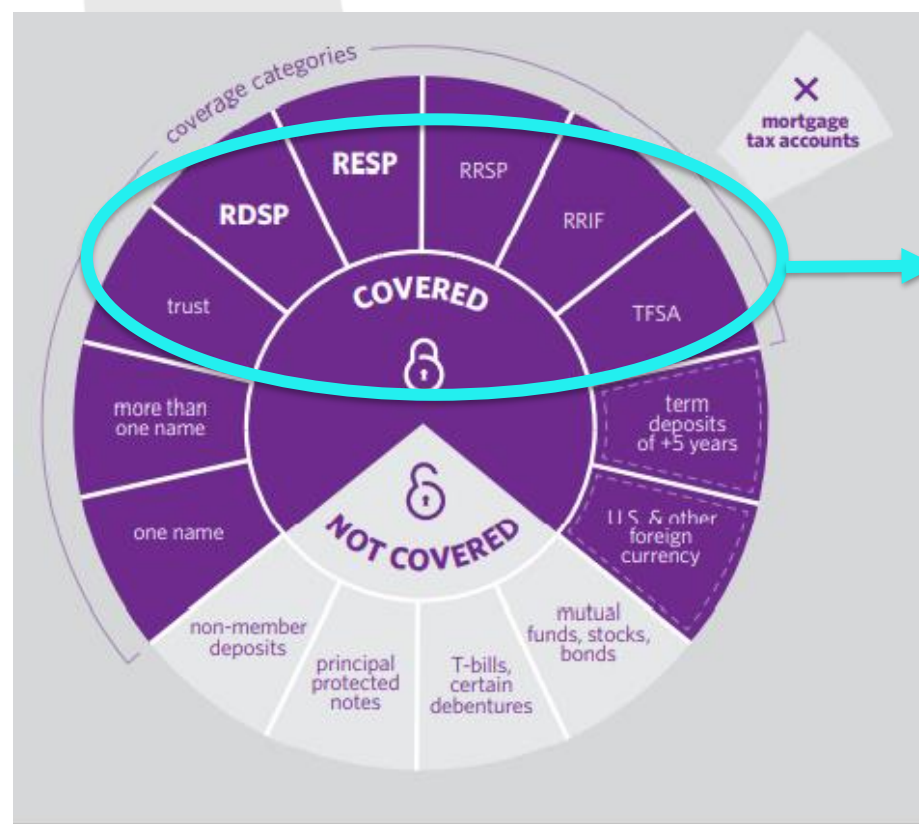 coverage categories
×
mortgage
tax accounts
RESP
RRSP
RDSP
RRIF
trust
COVERED
TFSA
more than
one name
term
deposits
of +5 years
one name
U.S. & other
foreign
currency
NOT COVERED
non-member
deposits
principal
protected
notes
T-bills,
certain
debentures
mutual
funds, stocks,
bonds